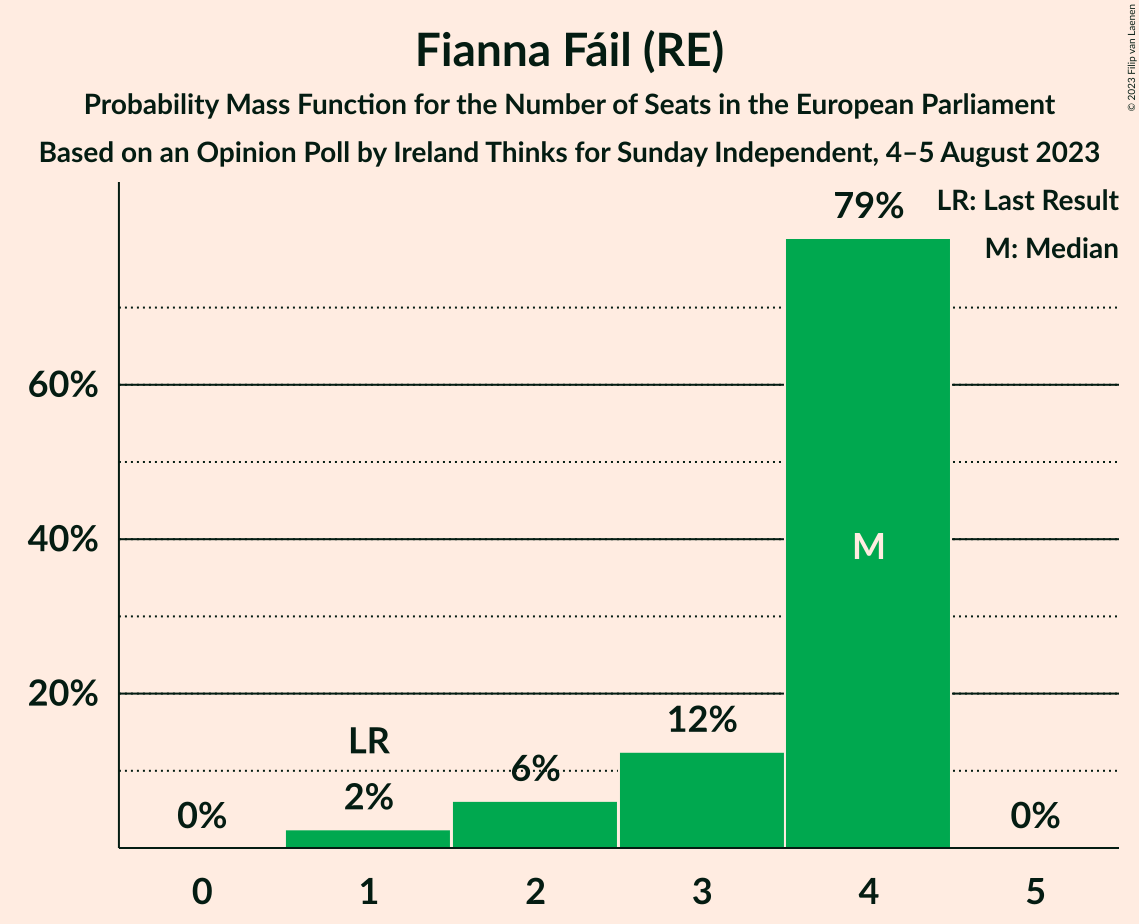 Fianna Fáil (RE)
Probability Mass Function for the Number of Seats in the European Parliament
Based on an Opinion Poll by Ireland Thinks for Sunday Independent, 4–5 August 2023
© 2023 Filip van Laenen
LR: Last Result
M: Median
79%
60%
40%
M
20%
12%
LR
6%
2%
0%
0%
0 1 2 3 4 5